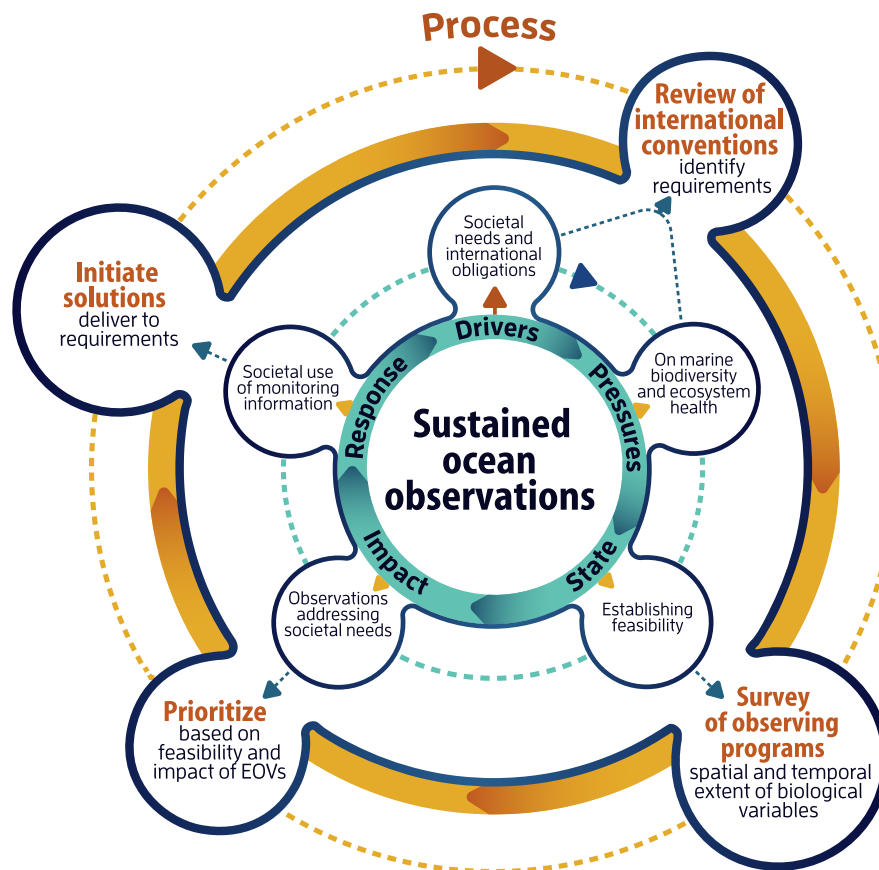 Process
Review of
international
conventions
identify
requirements
Societal
needs and
international
obligations
Initiate
solutions
deliver to
requirements
Drivers
Societal use
of monitoring
information
Response
Pressures
On marine
biodiversity
and ecosystem
health
Sustained
ocean
observations
Impact
State
Observations
addressing
societal needs
Establishing
feasibility
Prioritize
based on
feasibility and
impact of EOVs
Survey
of observing
programs
spatial and temporal
extent of biological
variables